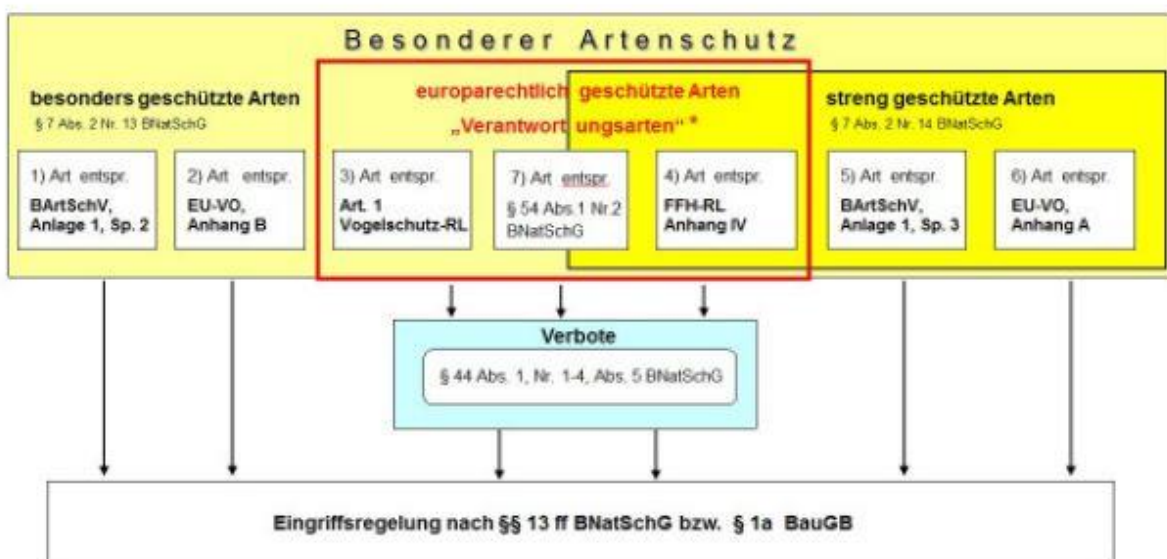 Besonderer Artenschutz
besonders geschützte Arten
§ 7 Abs. 2 Nr. 13 BNatSchG
europarechtlich geschützte Arten
„Verantwortungsarten“ *
streng geschützte Arten
§ 7 Abs. 2 Nr. 14 BNatSchG
1) Art entspr.
BArtSchV,
Anlage 1, Sp. 2
2) Art entspr.
EU-VO,
Anhang B
3) Art entspr.
Art. 1
Vogelschutz-RL
7) Art entspr.
§ 54 Abs.1 Nr.2
BNatSchG
4) Art entspr.
FFH-RL
Anhang IV
5) Art entspr.
BArtSchV,
Anlage 1, Sp. 3
6) Art entspr.
EU-VO,
Anhang A
Verbote
§ 44 Abs. 1, Nr. 1-4, Abs. 5 BNatSchG
Eingriffsregelung nach §§ 13 ff BNatSchG bzw. § 1a BauGB